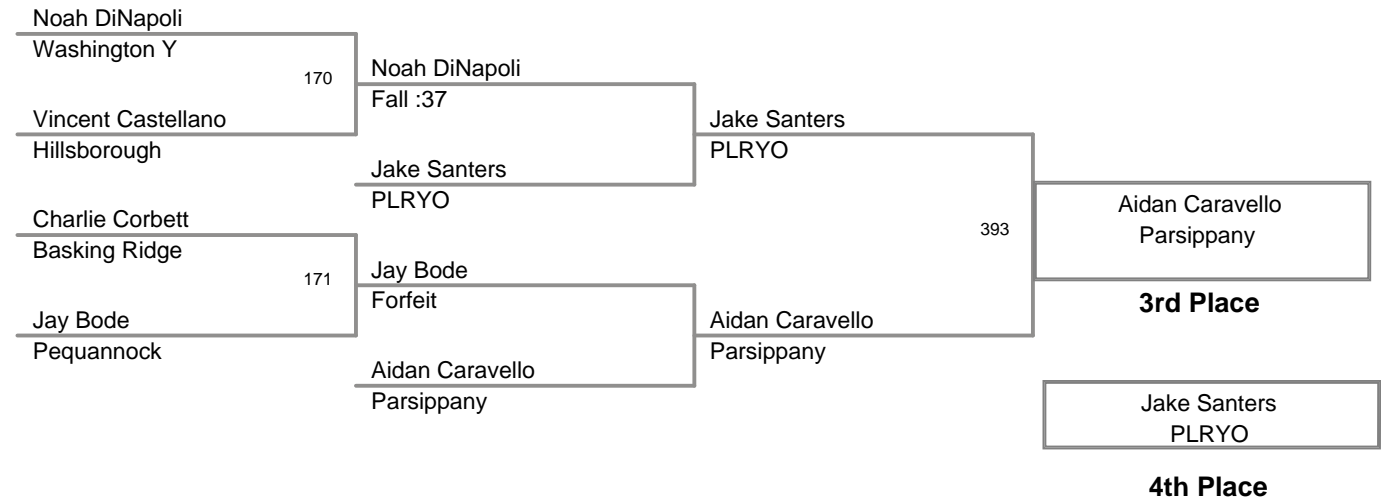 Noah DiNapoli
Washington Y
170
Vincent Castellano
Hillsborough
Charlie Corbett
Basking Ridge
171
Jay Bode
Pequannock
Noah DiNapoli
Fall :37
Jake Santers
PLRYO
Jay Bode
Forfeit
Aidan Caravello
Parsippany
Jake Santers
PLRYO
393
Aidan Caravello
Parsippany
Aidan Caravello
Parsippany
3rd Place
Jake Santers
PLRYO
4th Place